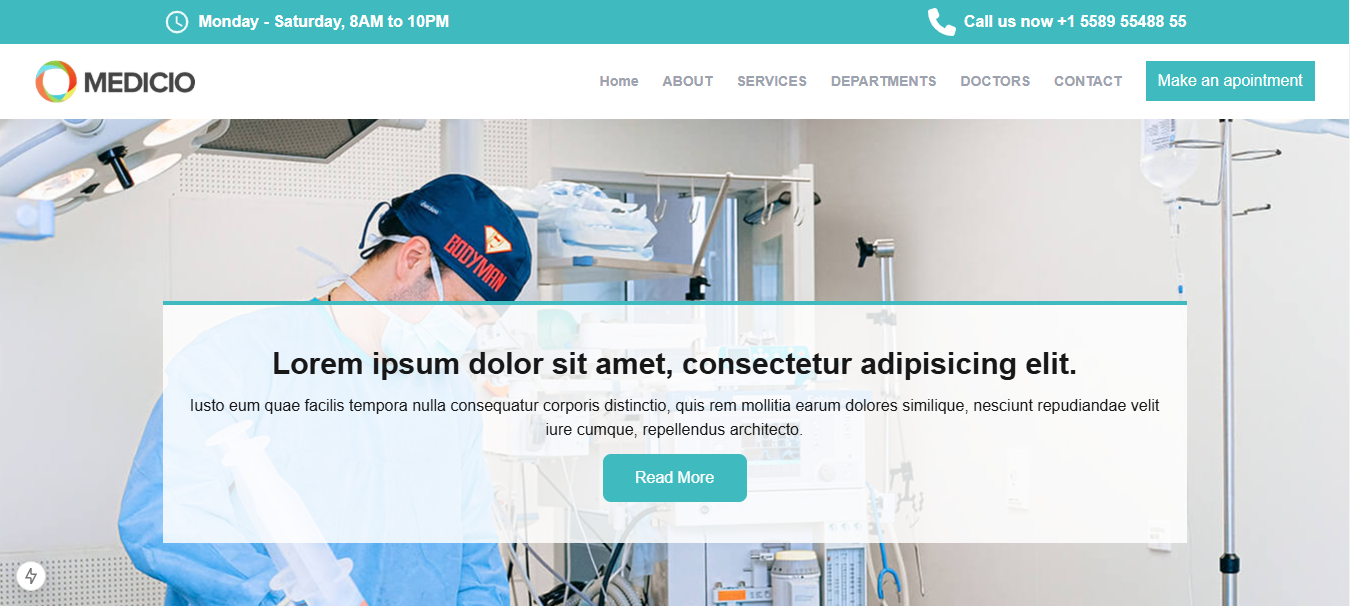 Monday - Saturday, 8AM to 10PM
Call us now +1 5589 55488 55
MEDICIO
Home
ABOUT
SERVICES
DEPARTMENTS
DOCTORS
CONTACT
Make an apointment
BODYMAN
Lorem ipsum dolor sit amet, consectetur adipisicing elit.
Iusto eum quae facilis tempora nulla consequatur corporis distinctio, quis rem mollitia earum dolores similique, nesciunt repudiandae velit
iure cumque, repellendus architecto.
Read More